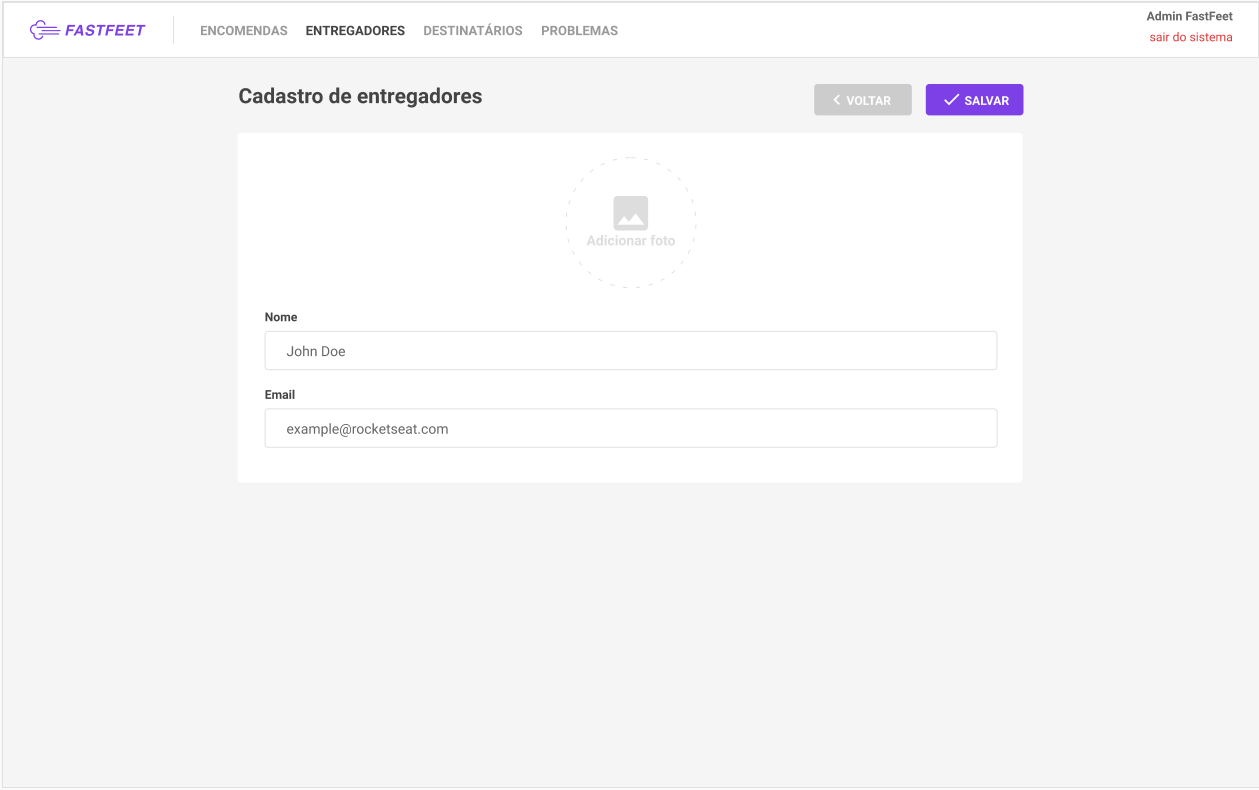 FASTFEET
ENCOMENDAS ENTREGADORES DESTINATÁRIOS PROBLEMAS
Admin FastFeet
sair do sistema
Cadastro de entregadores
VOLTAR
SALVAR
Adicionar foto
Nome
John Doe
Email
example@rocketseat.com